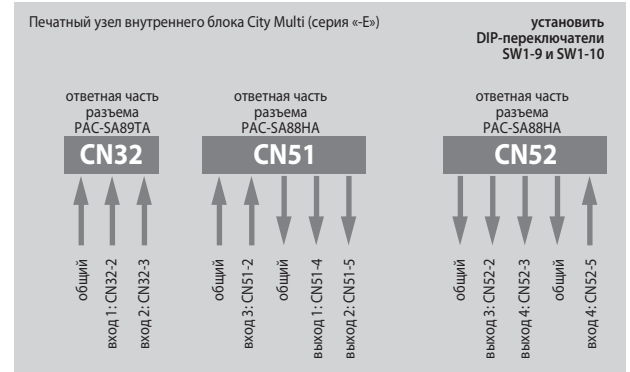 Печатный узел внутреннего блока City Multi (серия «-Е»)
установить
DIP-переключатели
SW1-9 и SW1-10
ответная часть
разъема
PAC-SA89TA
CN32
общий
вход 1: CN32-2
вход 2: CN32-3
ответная часть
разъема
PAC-SA88HA
CN51
общий
вход 3: CN51-2
общий
выход 1: CN51-4
выход 2: CN51-5
ответная часть
разъема
PAC-SA88HA
CN52
общий
выход 3: CN52-2
выход 4: CN52-3
общий
вход 4: CN52-5